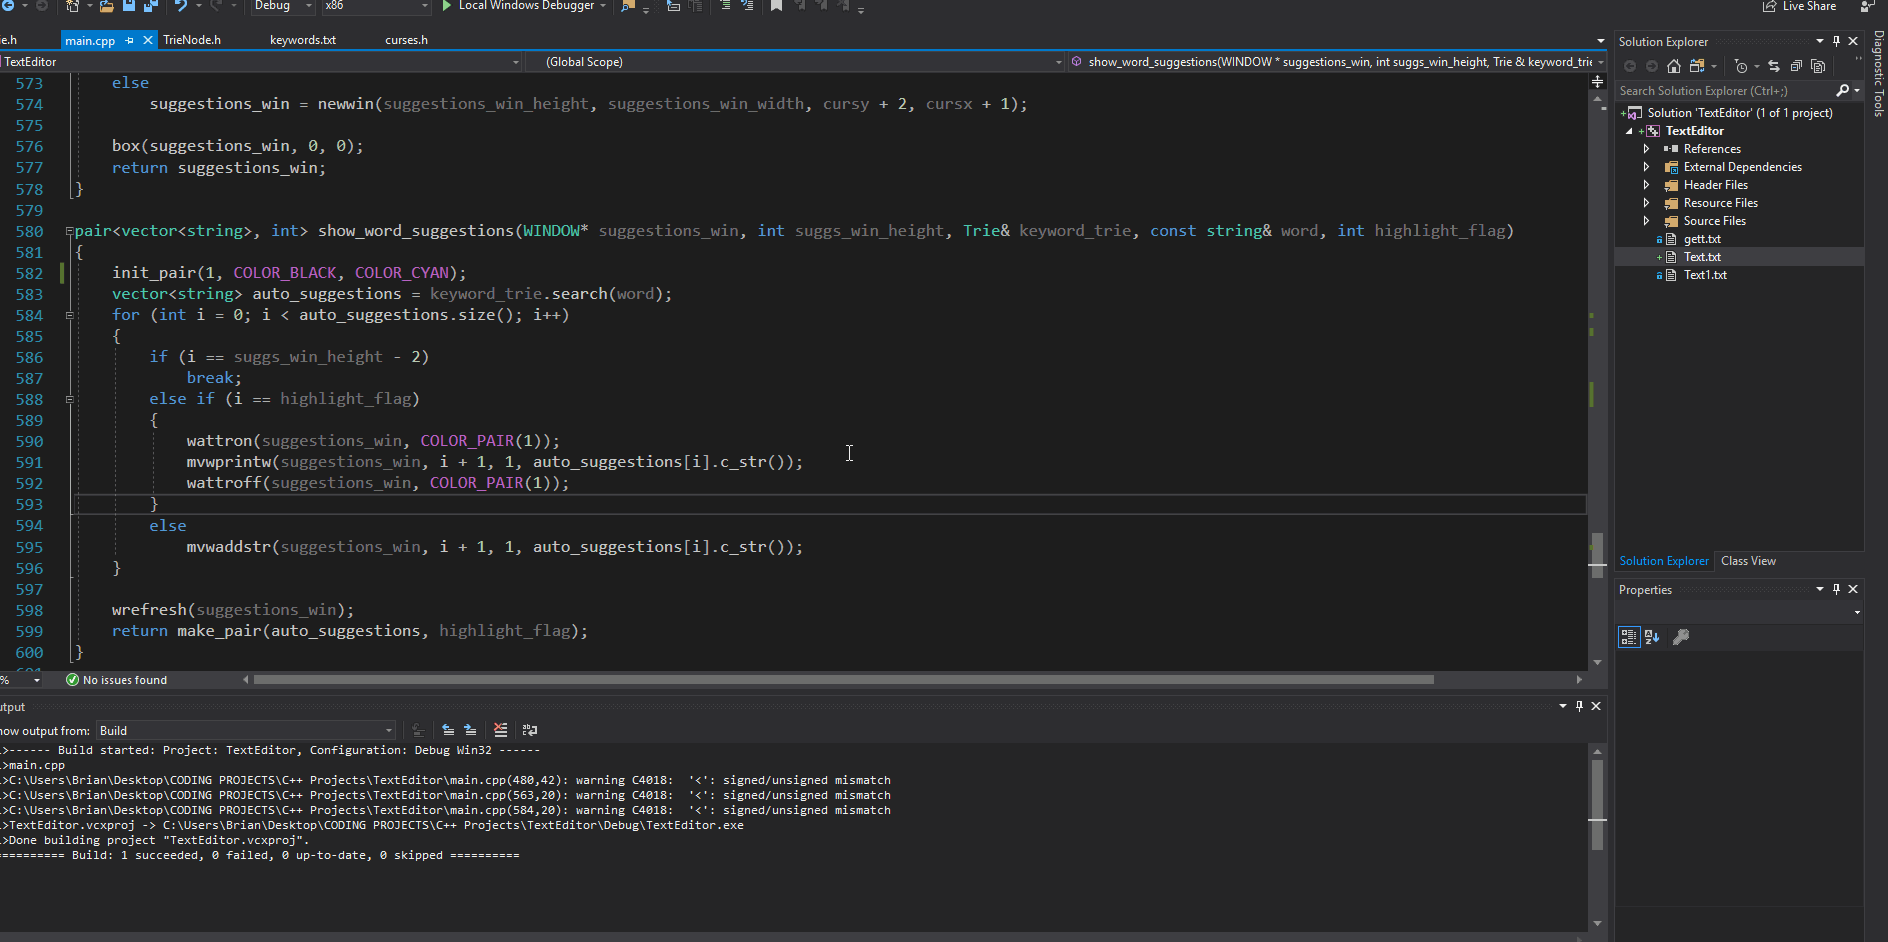 Debug x86 Local Windows Debugger Live Share
ie.h main.cpp TrieNode.h keywords.txt curses.h
TextEditor (Global Scope) show_word_suggestions(WINDOW * suggestions_win, int suggs_win_height, Trie & keyword_trie
573 else
574 suggestions_win = newwin(suggestions_win_height, suggestions_win_width, cursy + 2, cursx + 1);
575
576 box(suggestions_win, 0, 0);
577 return suggestions_win;
578 }
579
580 pair<vector<string>, int> show_word_suggestions(WINDOW* suggestions_win, int suggs_win_height, Trie& keyword_trie, const string& word, int highlight_flag)
581 {
582 init_pair(1, COLOR_BLACK, COLOR_CYAN);
583 vector<string> auto_suggestions = keyword_trie.search(word);
584 for (int i = 0; i < auto_suggestions.size(); i++)
585 {
586 if (i == suggs_win_height - 2)
587 break;
588 else if (i == highlight_flag)
589 {
590 wattron(suggestions_win, COLOR_PAIR(1));
591 mvwprintw(suggestions_win, i + 1, 1, auto_suggestions[i].c_str());
592 wattroff(suggestions_win, COLOR_PAIR(1));
593 }
594 else
595 mvwaddstr(suggestions_win, i + 1, 1, auto_suggestions[i].c_str());
596 }
597
598 wrefresh(suggestions_win);
599 return make_pair(auto_suggestions, highlight_flag);
600 }
601
% No issues found
utput
how output from: Build
>------ Build started: Project: TextEditor, Configuration: Debug Win32 ------
>main.cpp
>C:\Users\Brian\Desktop\CODING PROJECTS\C++ Projects\TextEditor\main.cpp(480,42): warning C4018: '<': signed/unsigned mismatch
>C:\Users\Brian\Desktop\CODING PROJECTS\C++ Projects\TextEditor\main.cpp(563,20): warning C4018: '<': signed/unsigned mismatch
>C:\Users\Brian\Desktop\CODING PROJECTS\C++ Projects\TextEditor\main.cpp(584,20): warning C4018: '<': signed/unsigned mismatch
>TextEditor.vcxproj -> C:\Users\Brian\Desktop\CODING PROJECTS\C++ Projects\TextEditor\Debug\TextEditor.exe
>Done building project "TextEditor.vcxproj".
========== Build: 1 succeeded, 0 failed, 0 up-to-date, 0 skipped ==========
Solution Explorer
Search Solution Explorer (Ctrl+;)
Solution 'TextEditor' (1 of 1 project)
TextEditor
References
External Dependencies
Header Files
Resource Files
Source Files
gett.txt
Text.txt
Text1.txt
Solution Explorer Class View
Properties
Diagnostic Tools